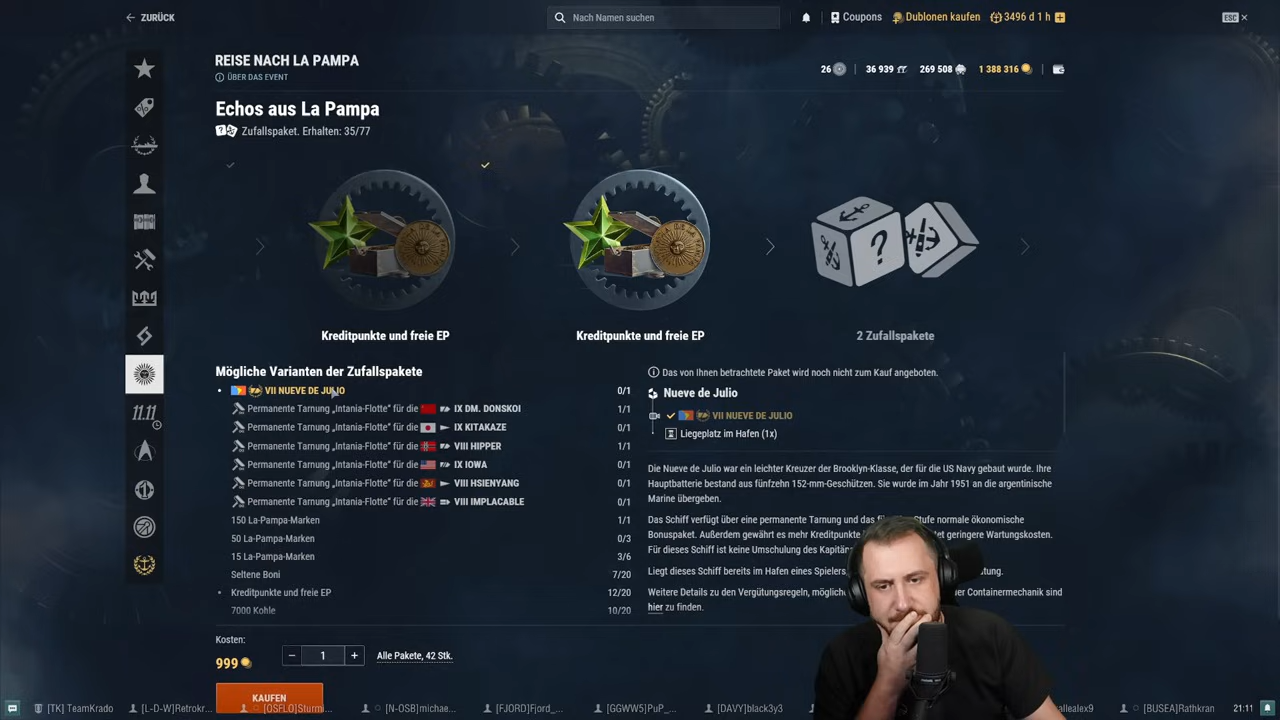 ZURÜCK
Nach Namen suchen
Coupons
Dublonen kaufen
3496 d 1 h
ESC
REISE NACH LA PAMPA
ÜBER DAS EVENT
26
36 939
269 508
1 388 316
Echos aus La Pampa
Zufallspaket. Erhalten: 35/77
Kreditpunkte und freie EP
Kreditpunkte und freie EP
2 Zufallspakete
11.11
Mögliche Varianten der Zufallspakete
VII NUEVE DE JULIO 0/1
Permanente Tarnung „Intania-Flotte" für die IX DM. DONSKOI 1/1
Permanente Tarnung „Intania-Flotte" für die IX KITAKAZE 0/1
Permanente Tarnung „Intania-Flotte" für die VIII HIPPER 1/1
Permanente Tarnung „Intania-Flotte" für die IX IOWA 0/1
Permanente Tarnung „Intania-Flotte" für die VIII HSIENYANG 0/1
Permanente Tarnung „Intania-Flotte" für die VIII IMPLACABLE 0/1
150 La-Pampa-Marken 1/1
50 La-Pampa-Marken 0/3
15 La-Pampa-Marken 3/6
Seltene Boni 7/20
Kreditpunkte und freie EP 12/20
7000 Kohle 10/20
Das von Ihnen betrachtete Paket wird noch nicht zum Kauf angeboten.
Nueve de Julio
VII NUEVE DE JULIO
Liegeplatz im Hafen (1x)
Die Nueve de Julio war ein leichter Kreuzer der Brooklyn-Klasse, der für die US Navy gebaut wurde. Ihre
Hauptbatterie bestand aus fünfzehn 152-mm-Geschützen. Sie wurde im Jahr 1951 an die argentinische
Marine übergeben.
Das Schiff verfügt über eine permanente Tarnung und das für Stufe normale ökonomische
Bonuspaket. Außerdem gewährt es mehr Kreditpunkte geringere Wartungskosten.
Für dieses Schiff ist keine Umschulung des Kapitäns
Liegt dieses Schiff bereits im Hafen eines Spielers,
Weitere Details zu den Vergütungsregeln, Containermechanik sind
hier zu finden.
Kosten:
999
− 1 +
Alle Pakete, 42 Stk.
KAUFEN
[TK] TeamKrado
[L-D-W]Retrokr...
[OSFLO]Sturmi...
[N-OSB]michae...
[FJORD]Fjord_...
[GGWW5]PuP_...
[DAVY]black3y3
allealex9
[BUSEA]Rathkran
21:11